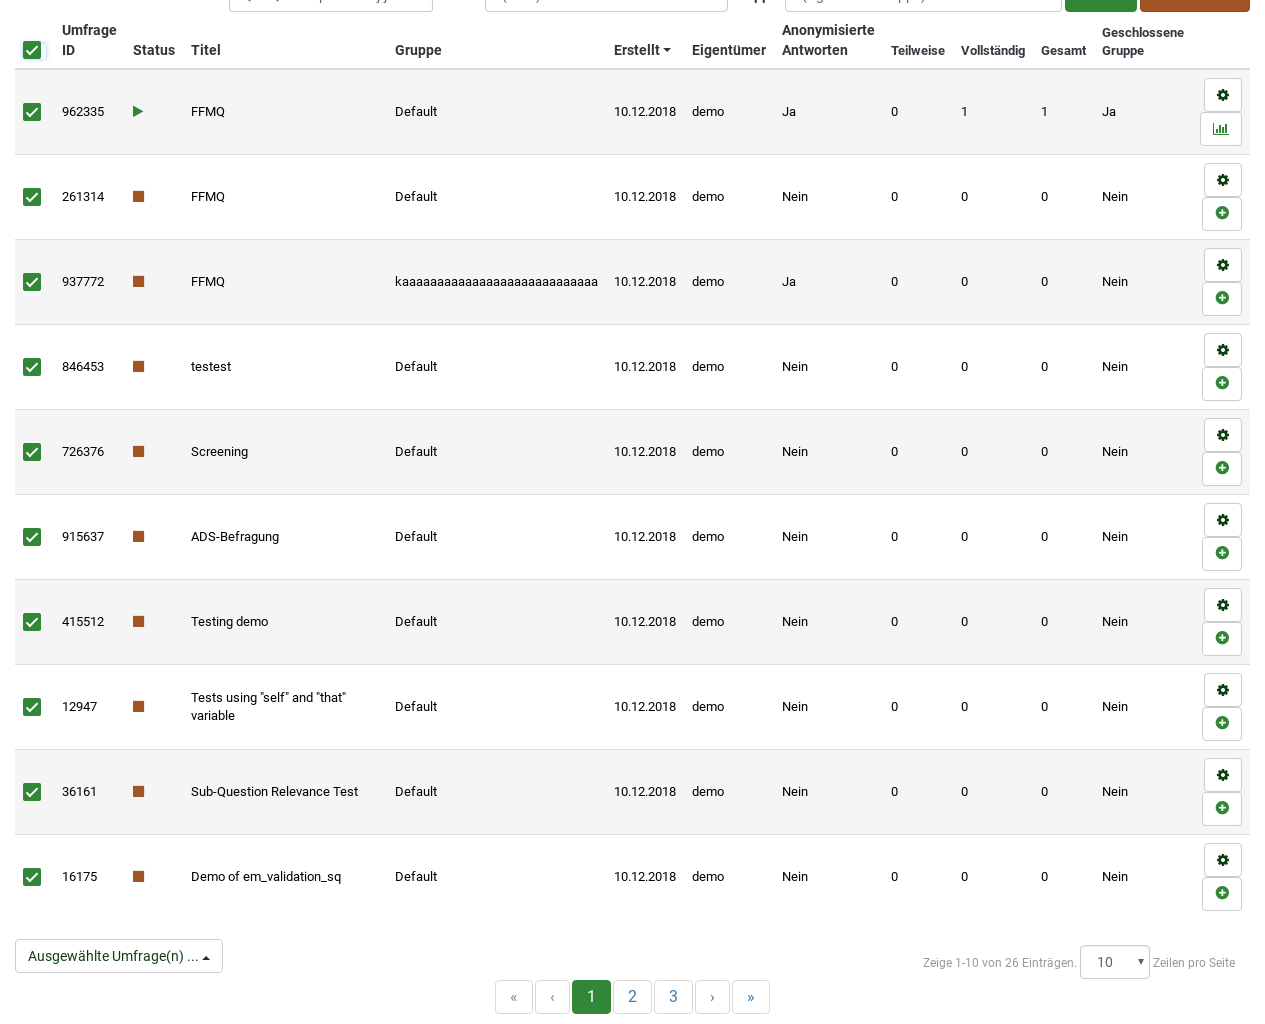 Umfrage ID Status Titel Gruppe Erstellt Eigentümer Anonymisierte Antworten Teilweise Vollständig Gesamt Geschlossene Gruppe
962335 FFMQ Default 10.12.2018 demo Ja 0 1 1 Ja
261314 FFMQ Default 10.12.2018 demo Nein 0 0 0 Nein
937772 FFMQ kaaaaaaaaaaaaaaaaaaaaaaaaaaaa 10.12.2018 demo Ja 0 0 0 Nein
846453 testest Default 10.12.2018 demo Nein 0 0 0 Nein
726376 Screening Default 10.12.2018 demo Nein 0 0 0 Nein
915637 ADS-Befragung Default 10.12.2018 demo Nein 0 0 0 Nein
415512 Testing demo Default 10.12.2018 demo Nein 0 0 0 Nein
12947 Tests using "self" and "that" variable Default 10.12.2018 demo Nein 0 0 0 Nein
36161 Sub-Question Relevance Test Default 10.12.2018 demo Nein 0 0 0 Nein
16175 Demo of em_validation_sq Default 10.12.2018 demo Nein 0 0 0 Nein
Ausgewählte Umfrage(n) ...
Zeige 1-10 von 26 Einträgen. 10 Zeilen pro Seite
« ‹ 1 2 3 › »